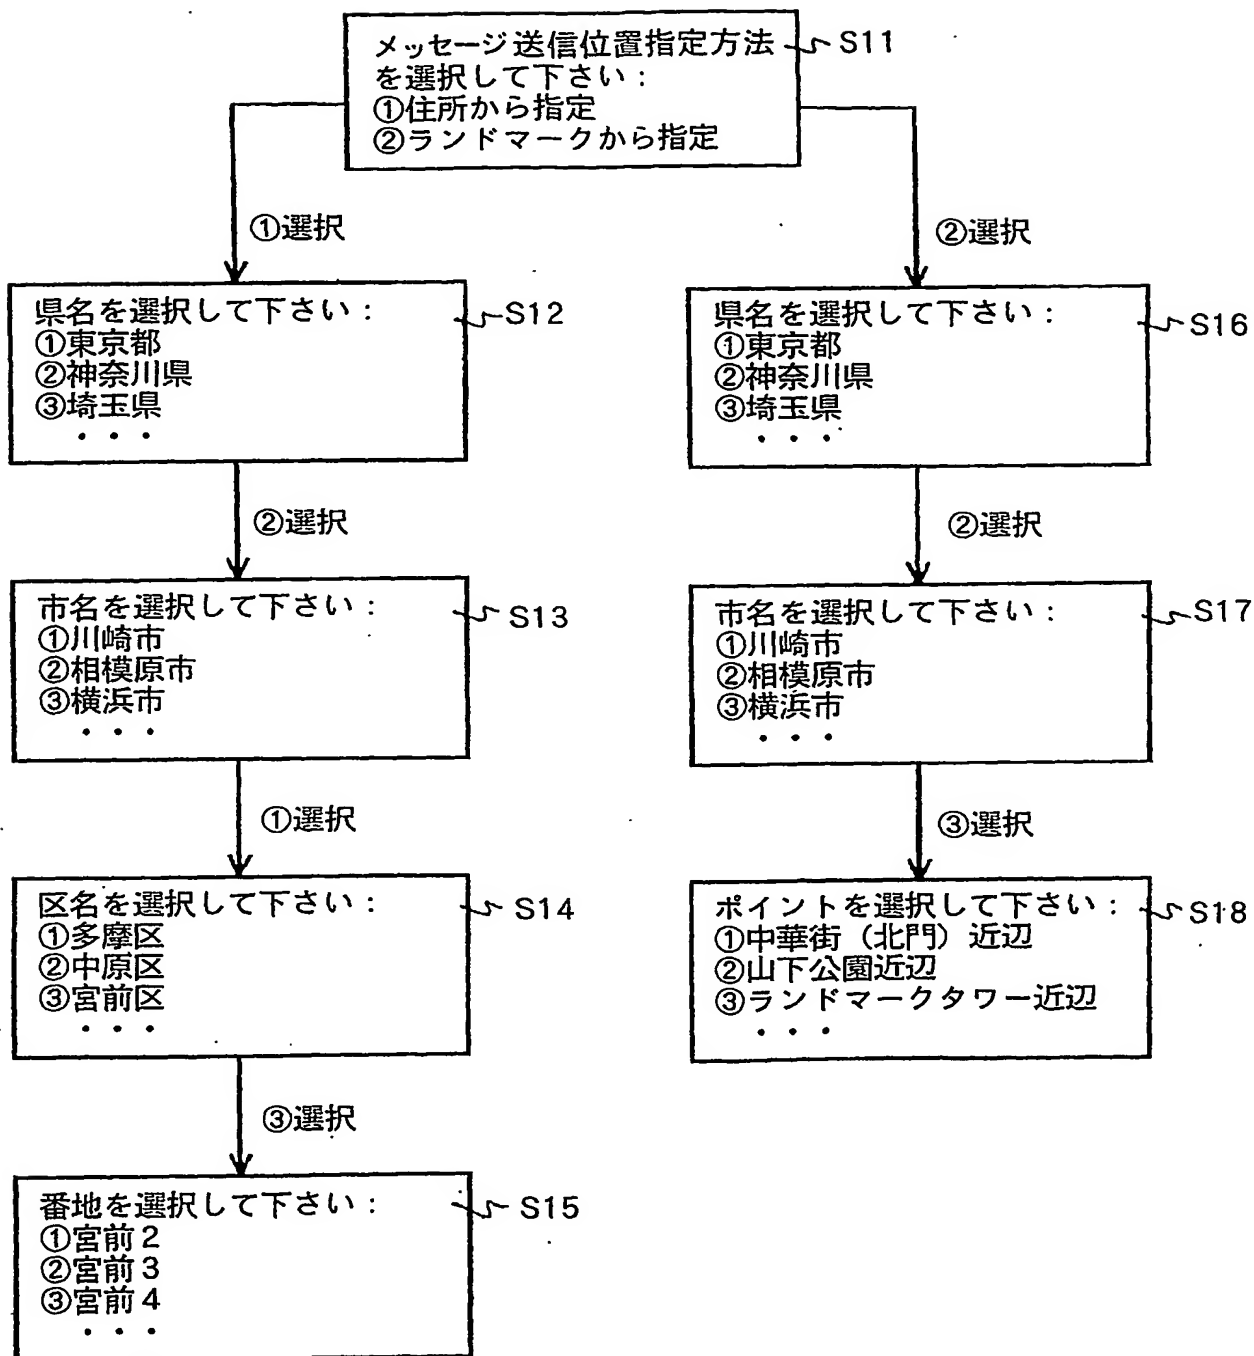 メッセージ送信位置指定方法
を選択して下さい：
①住所から指定
②ランドマークから指定
S11
①選択
②選択
県名を選択して下さい：
①東京都
②神奈川県
③埼玉県
・・・
S12
県名を選択して下さい：
①東京都
②神奈川県
③埼玉県
・・・
S16
②選択
②選択
市名を選択して下さい：
①川崎市
②相模原市
③横浜市
・・・
S13
市名を選択して下さい：
①川崎市
②相模原市
③横浜市
・・・
S17
①選択
③選択
区名を選択して下さい：
①多摩区
②中原区
③宮前区
・・・
S14
ポイントを選択して下さい：
①中華街（北門）近辺
②山下公園近辺
③ランドマークタワー近辺
・・・
S18
③選択
番地を選択して下さい：
①宮前２
②宮前３
③宮前４
・・・
S15